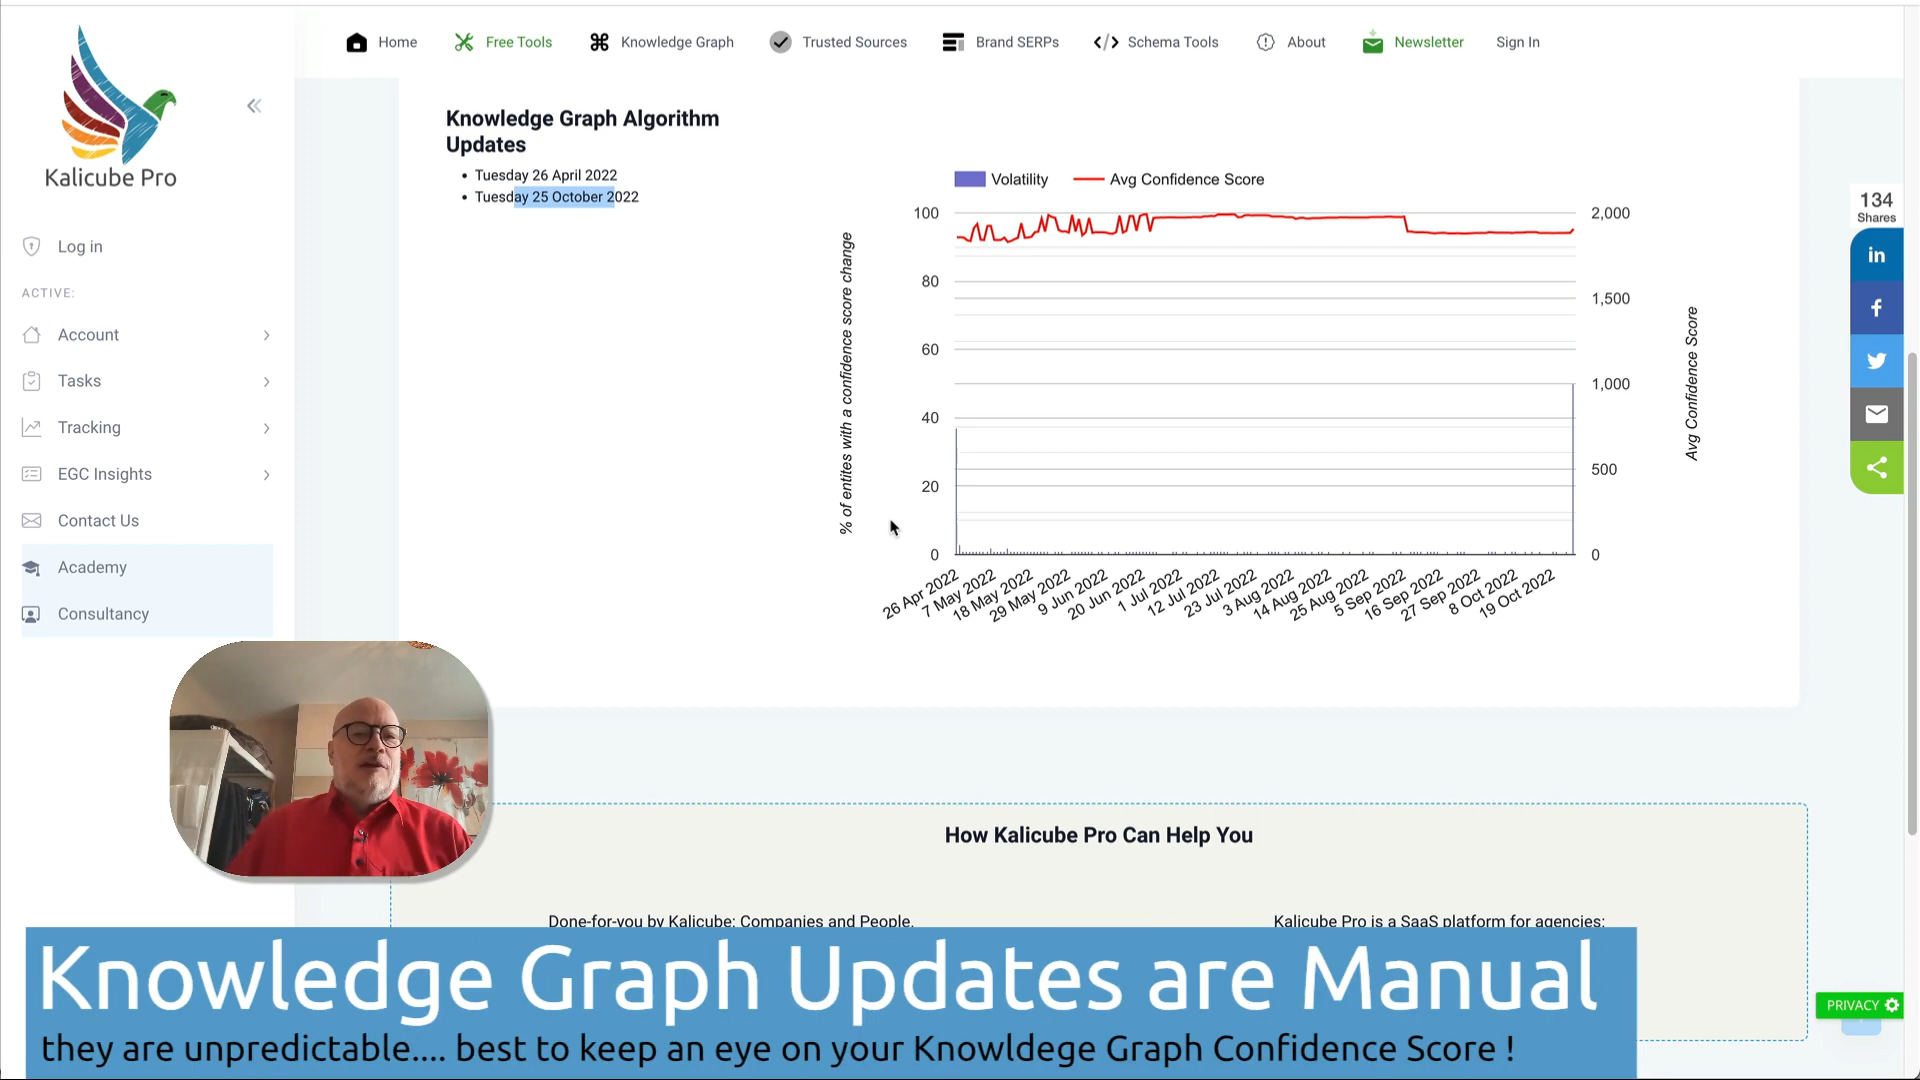 Kalicube Pro
Home
Free Tools
Knowledge Graph
Trusted Sources
Brand SERPs
Schema Tools
About
Newsletter
Sign In
Log in
ACTIVE:
Account
Tasks
Tracking
EGC Insights
Contact Us
Academy
Consultancy
Knowledge Graph Algorithm
Updates
• Tuesday 26 April 2022
• Tuesday 25 October 2022
Volatility
Avg Confidence Score
% of entites with a confidence score change
100
80
60
40
20
0
2,000
1,500
1,000
500
0
Avg Confidence Score
26 Apr 2022
7 May 2022
18 May 2022
29 May 2022
9 Jun 2022
20 Jun 2022
1 Jul 2022
12 Jul 2022
23 Jul 2022
3 Aug 2022
14 Aug 2022
25 Aug 2022
5 Sep 2022
16 Sep 2022
27 Sep 2022
8 Oct 2022
19 Oct 2022
134
Shares
in
f
How Kalicube Pro Can Help You
Done-for-you by Kalicube: Companies and People.
Kalicube Pro is a SaaS platform for agencies:
Knowledge Graph Updates are Manual
they are unpredictable.... best to keep an eye on your Knowldege Graph Confidence Score !
PRIVACY